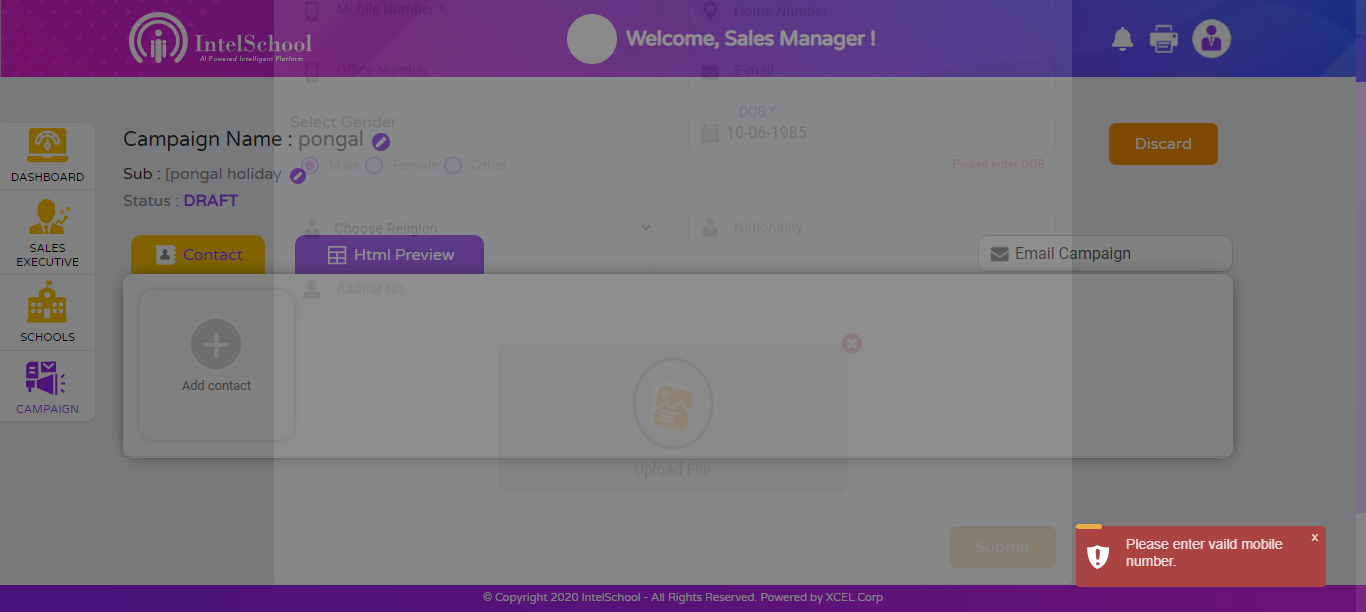 Mobile Number *
Home Number
IntelSchool
AI Powered Intelligent Platform
Welcome, Sales Manager !
Office Number
E-mail
Select Gender
DOB *
10-06-1985
Please enter DOB
Male
Female
Other
Campaign Name : pongal
Discard
Sub : [pongal holiday
Status : DRAFT
DASHBOARD
SALES
EXECUTIVE
SCHOOLS
CAMPAIGN
Choose Religion
Nationality
Contact
Html Preview
Email Campaign
Aadhar No
Add contact
Upload File
Submit
Please enter vaild mobile
number.
x
© Copyright 2020 IntelSchool - All Rights Reserved. Powered by XCEL Corp